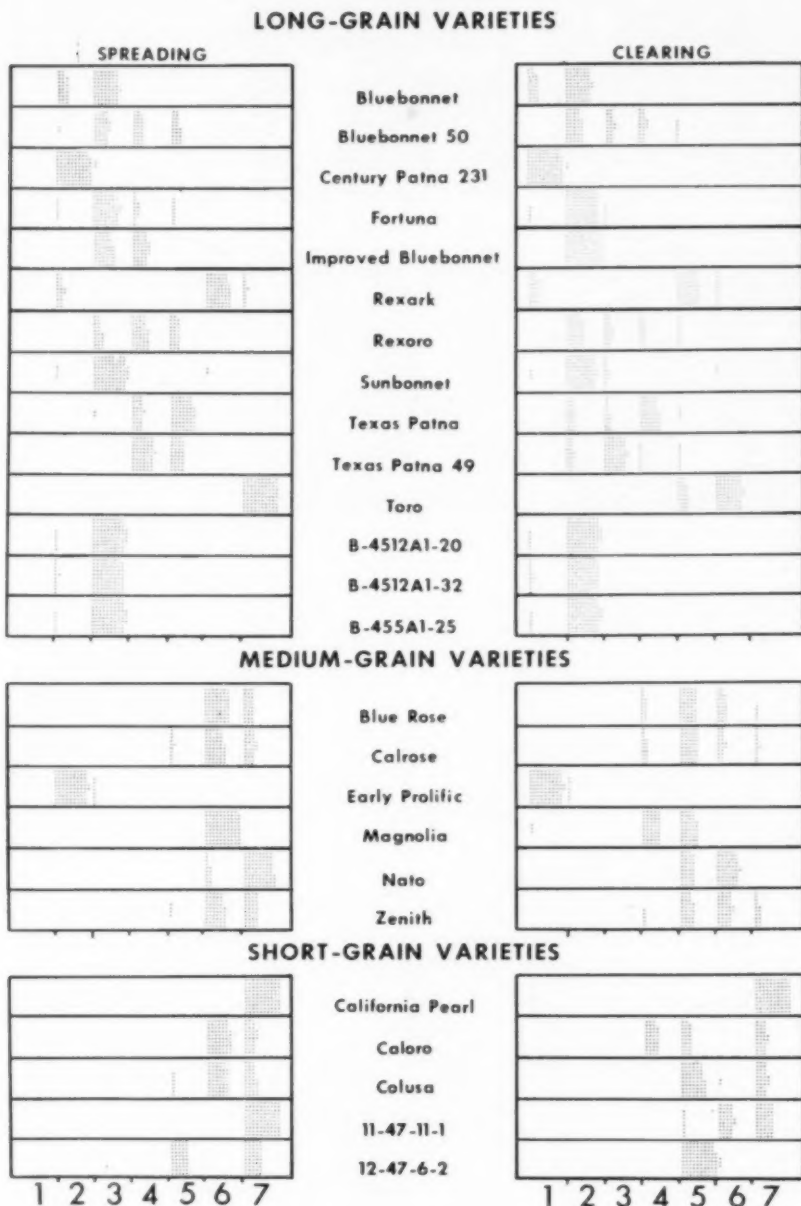 LONG-GRAIN VARIETIES
SPREADING CLEARING
Bluebonnet
Bluebonnet 50
Century Patna 231
Fortuna
Improved Bluebonnet
Rexark
Rexoro
Sunbonnet
Texas Patna
Texas Patna 49
Toro
B-4512A1-20
B-4512A1-32
B-455A1-25
MEDIUM-GRAIN VARIETIES
Blue Rose
Calrose
Early Prolific
Magnolia
Nato
Zenith
SHORT-GRAIN VARIETIES
California Pearl
Caloro
Colusa
11-47-11-1
12-47-6-2
1 2 3 4 5 6 7 1 2 3 4 5 6 7